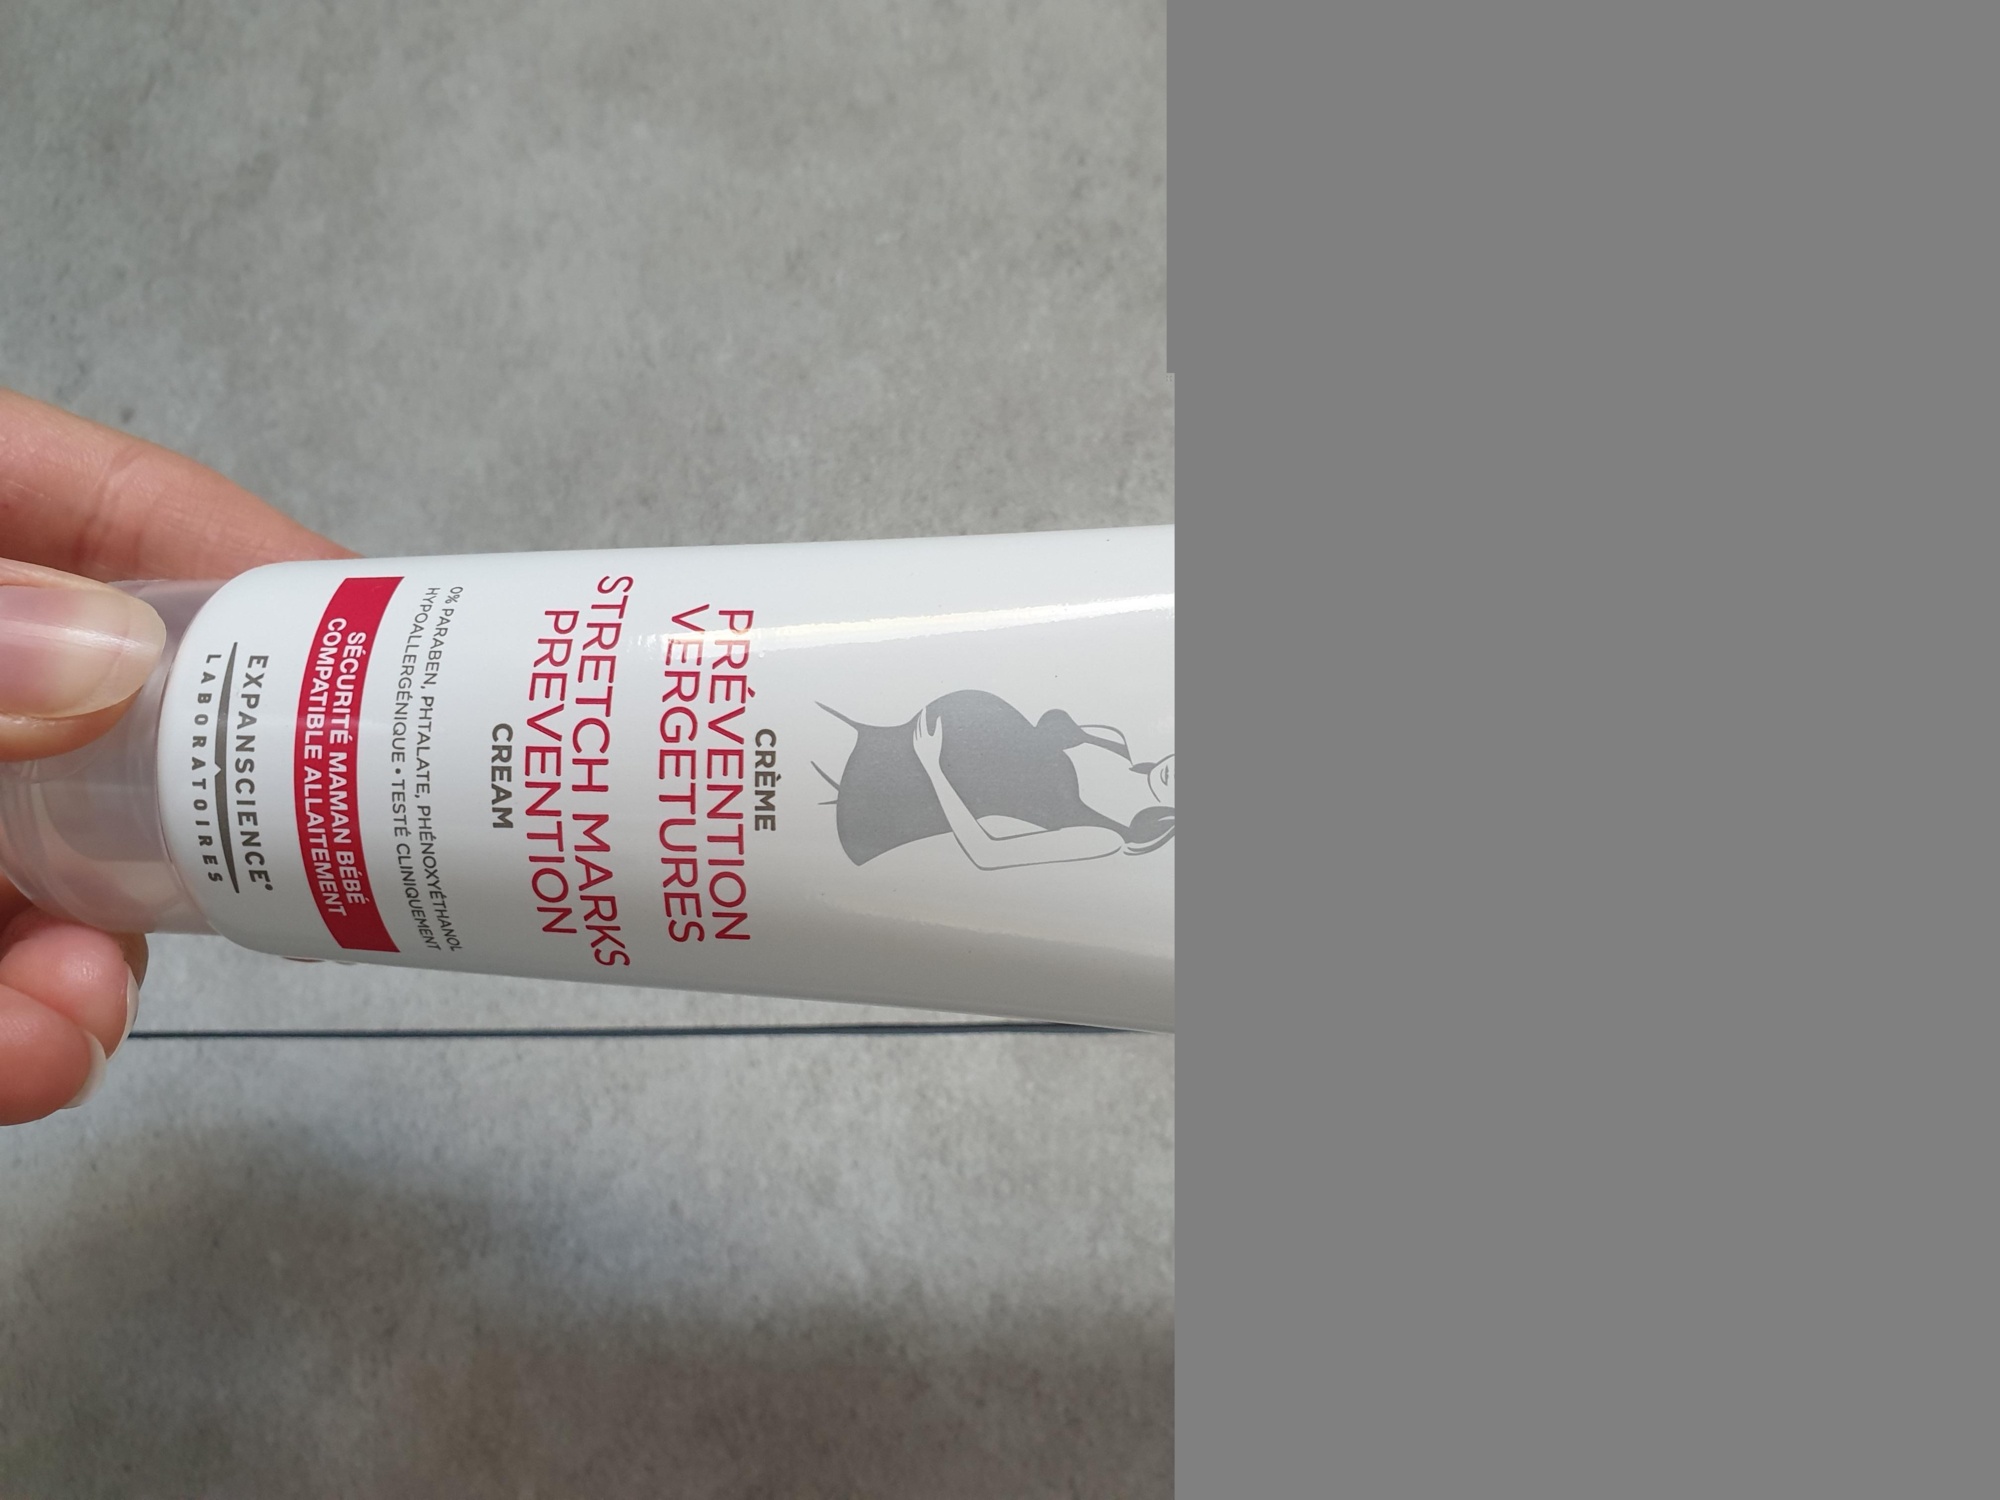 CRÈME
PRÉVENTION
VERGETURES
STRETCH MARKS
PREVENTION
CREAM
0% PARABEN, PHTALATE, PHÉNOXYÉTHANOL
HYPOALLERGÉNIQUE • TESTÉ CLINIQUEMENT
SÉCURITÉ MAMAN BÉBÉ
COMPATIBLE ALLAITEMENT
EXPANSCIENCE®
LABORATOIRES